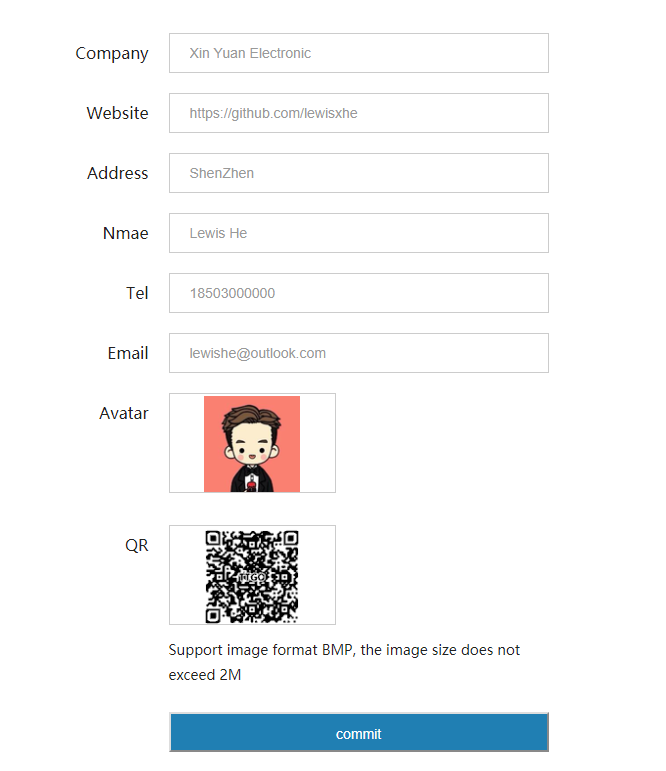 Company
Xin Yuan Electronic
Website
https://github.com/lewisxhe
Address
ShenZhen
Nmae
Lewis He
Tel
18503000000
Email
lewishe@outlook.com
Avatar
QR
TTGO
Support image format BMP, the image size does not
exceed 2M
commit